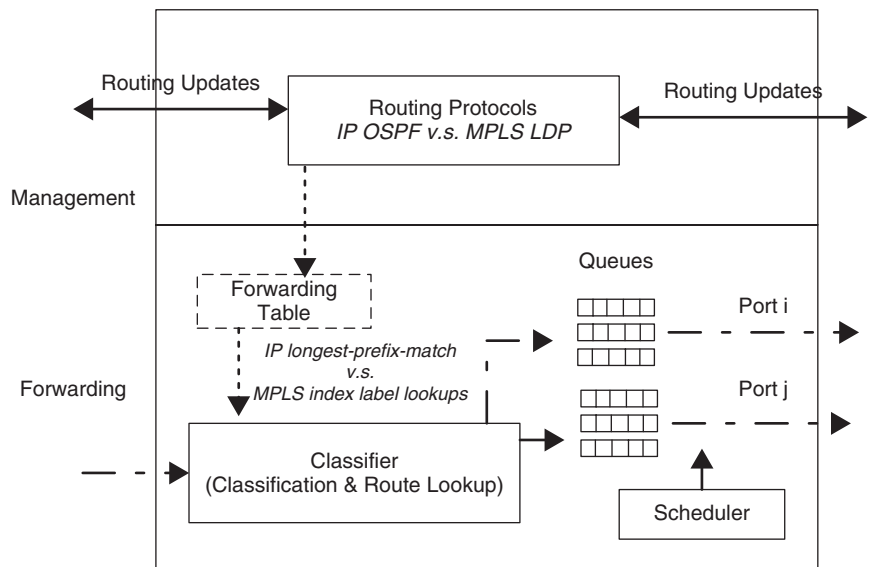 Routing Updates
Routing Protocols
IP OSPF v.s. MPLS LDP
Routing Updates
Management
Queues
Forwarding
Table
Port i
IP longest-prefix-match
v.s.
MPLS index label lookups
Forwarding
Port j
Classifier
(Classification & Route Lookup)
Scheduler